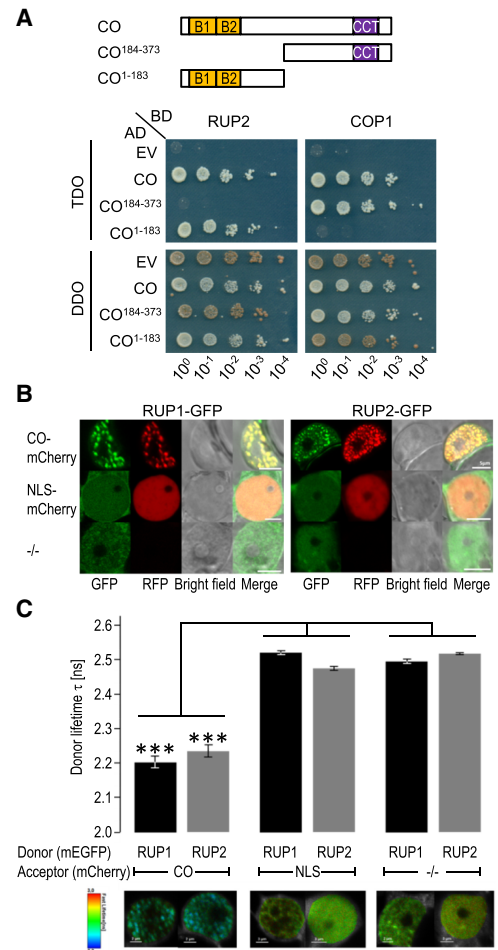 A
CO B1 B2 CCT
CO184-373 CCT
CO1-183 B1 B2
BD
AD
RUP2 COP1
TDO
EV
CO
CO184-373
CO1-183
DDO
EV
CO
CO184-373
CO1-183
10^0 10^-1 10^-2 10^-3 10^-4 10^0 10^-1 10^-2 10^-3 10^-4
B
RUP1-GFP RUP2-GFP
CO-
mCherry
NLS-
mCherry
-/-
GFP RFP Bright field Merge GFP RFP Bright field Merge
C
Donor lifetime τ [ns]
2.6
2.5
2.4
2.3
2.2
2.1
2.0
*** ***
Donor (mEGFP) RUP1 RUP2 RUP1 RUP2 RUP1 RUP2
Acceptor (mCherry) CO NLS -/-